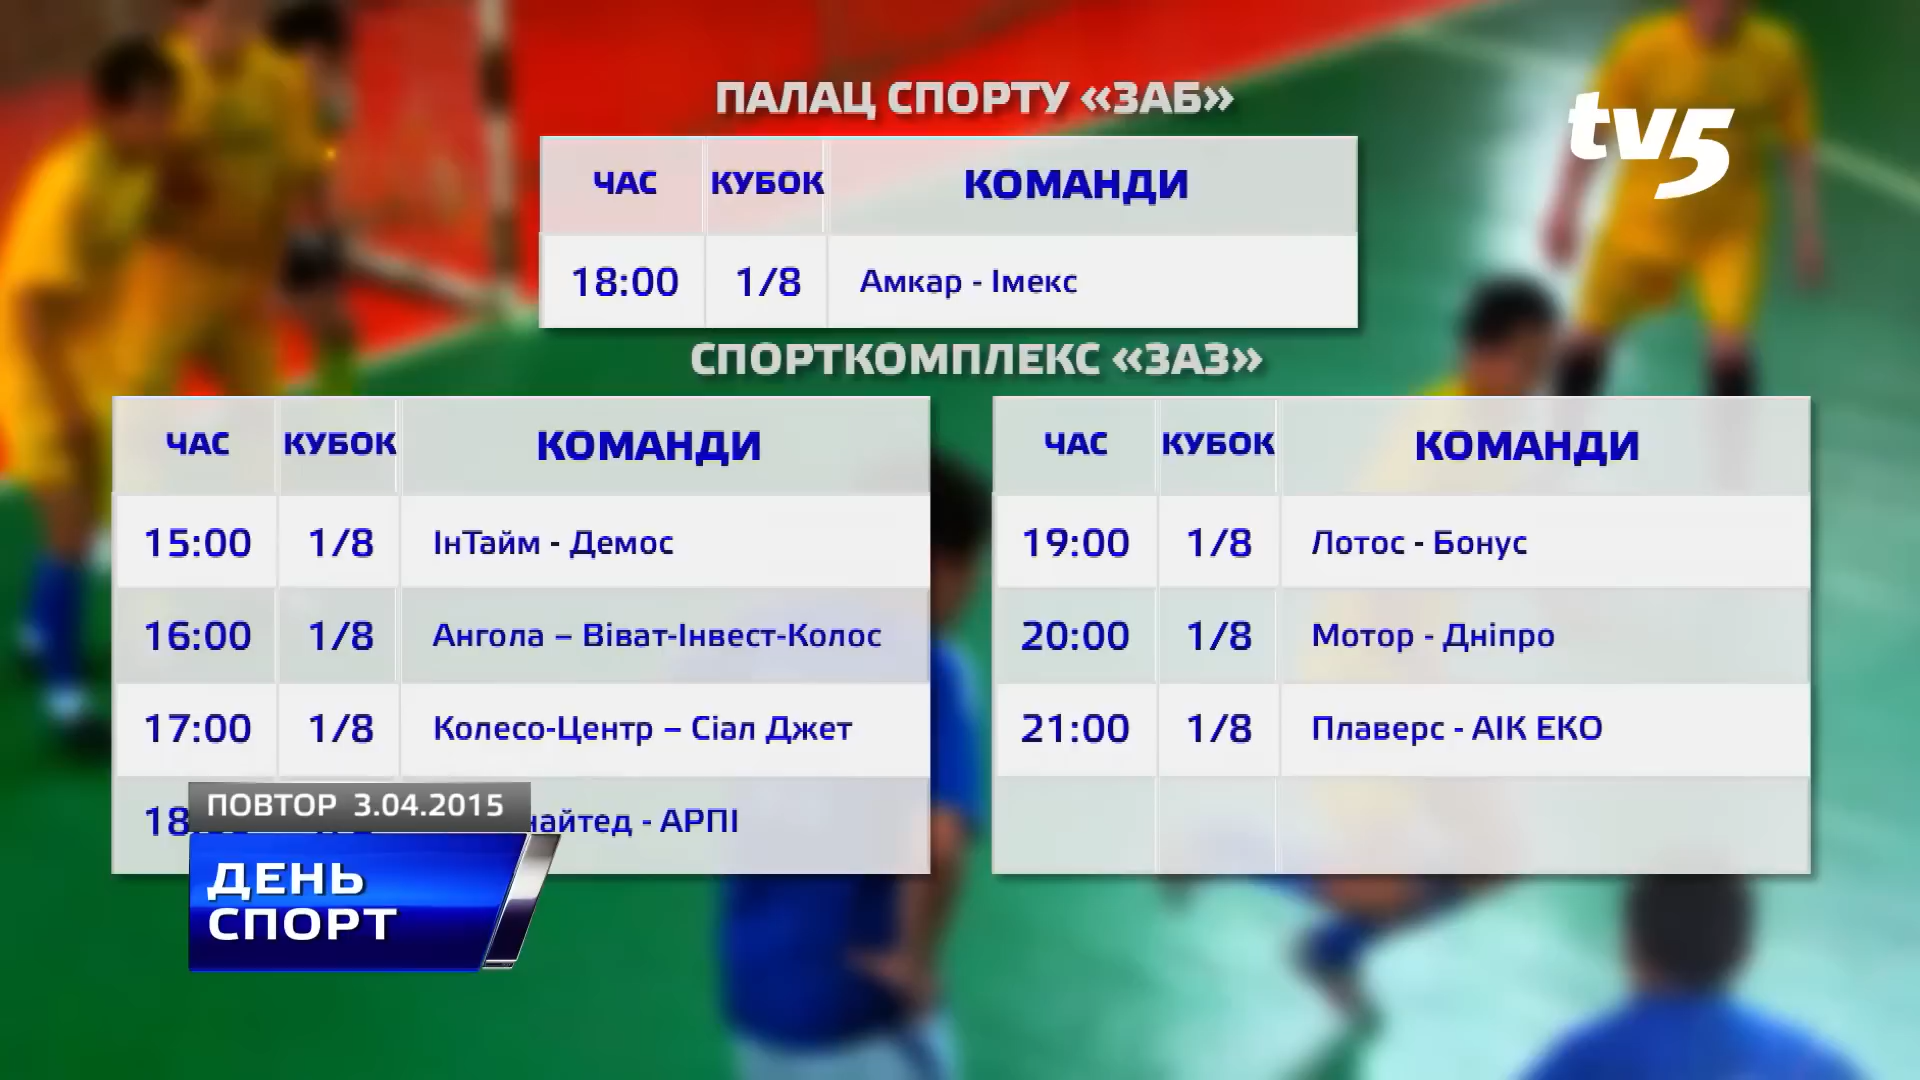 ПАЛАЦ СПОРТУ «ЗАБ»
tv5
ЧАС КУБОК КОМАНДИ
18:00 1/8 Амкар - Імекс
СПОРТКОМПЛЕКС «ЗАЗ»
ЧАС КУБОК КОМАНДИ
15:00 1/8 ІнТайм - Демос
16:00 1/8 Ангола – Віват-Інвест-Колос
17:00 1/8 Колесо-Центр – Сіал Джет
- АРПІ
ЧАС КУБОК КОМАНДИ
19:00 1/8 Лотос - Бонус
20:00 1/8 Мотор - Дніпро
21:00 1/8 Плаверс - АІК ЕКО
ПОВТОР 3.04.2015
ДЕНЬ
СПОРТ